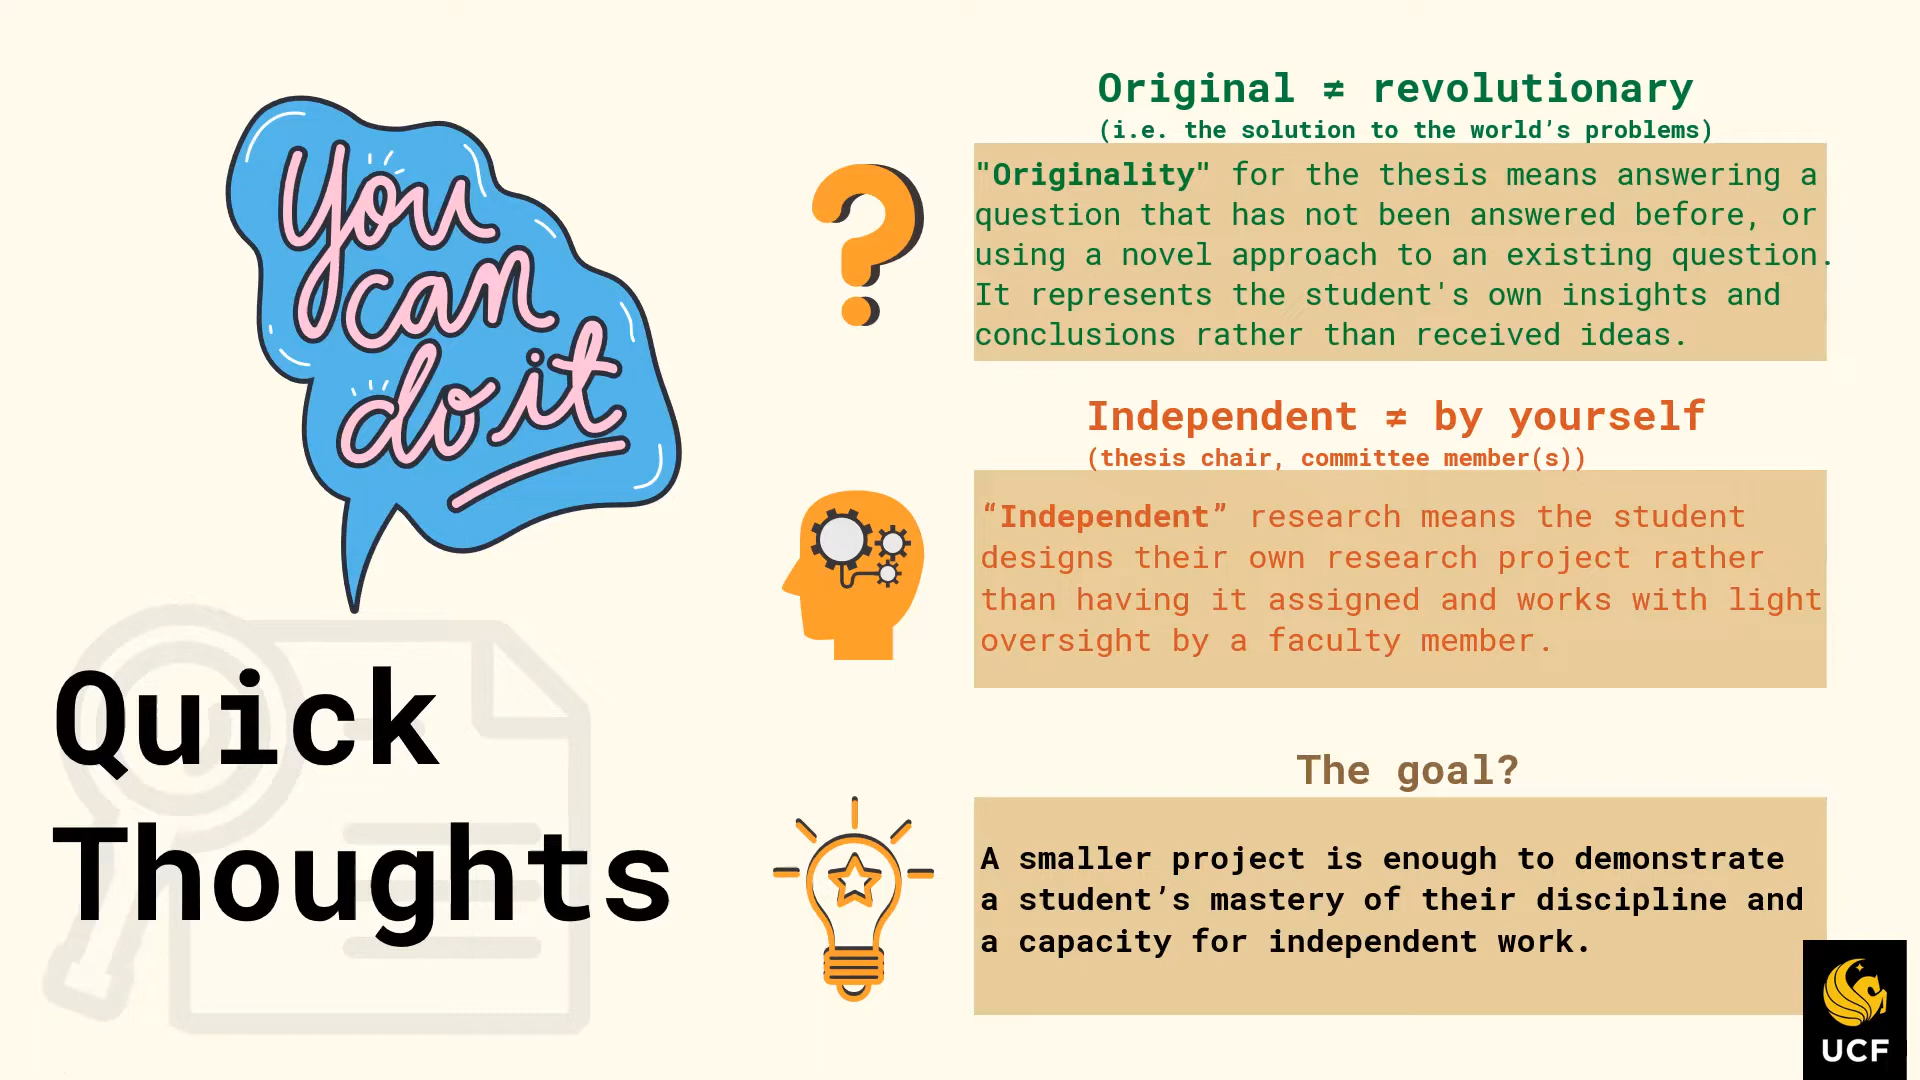 You
can
do it
Quick
Thoughts
Original ≠ revolutionary
(i.e. the solution to the world’s problems)
"Originality" for the thesis means answering a
question that has not been answered before, or
using a novel approach to an existing question.
It represents the student's own insights and
conclusions rather than received ideas.
Independent ≠ by yourself
(thesis chair, committee member(s))
“Independent” research means the student
designs their own research project rather
than having it assigned and works with light
oversight by a faculty member.
The goal?
A smaller project is enough to demonstrate
a student’s mastery of their discipline and
a capacity for independent work.
UCF